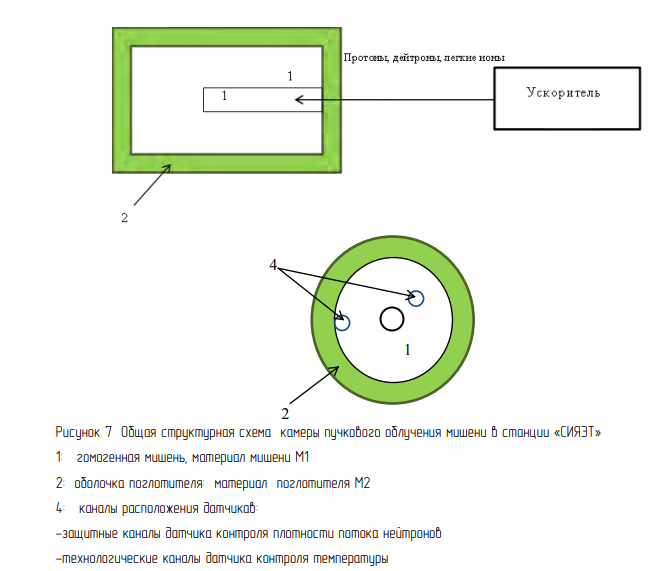 Протоны, дейтроны, легкие ионы
1
1
Ускоритель
2
4
1
2
Рисунок 7 Общая структурная схема камеры пучкового облучения мишени в станции «СИЯЭТ»
1: гомогенная мишень, материал мишени М1
2: оболочка поглотителя: материал поглотителя М2
4: каналы расположения датчикав:
-защитные каналы датчика контроля плотности потока нейтронов
-технологические каналы датчика контроля температуры